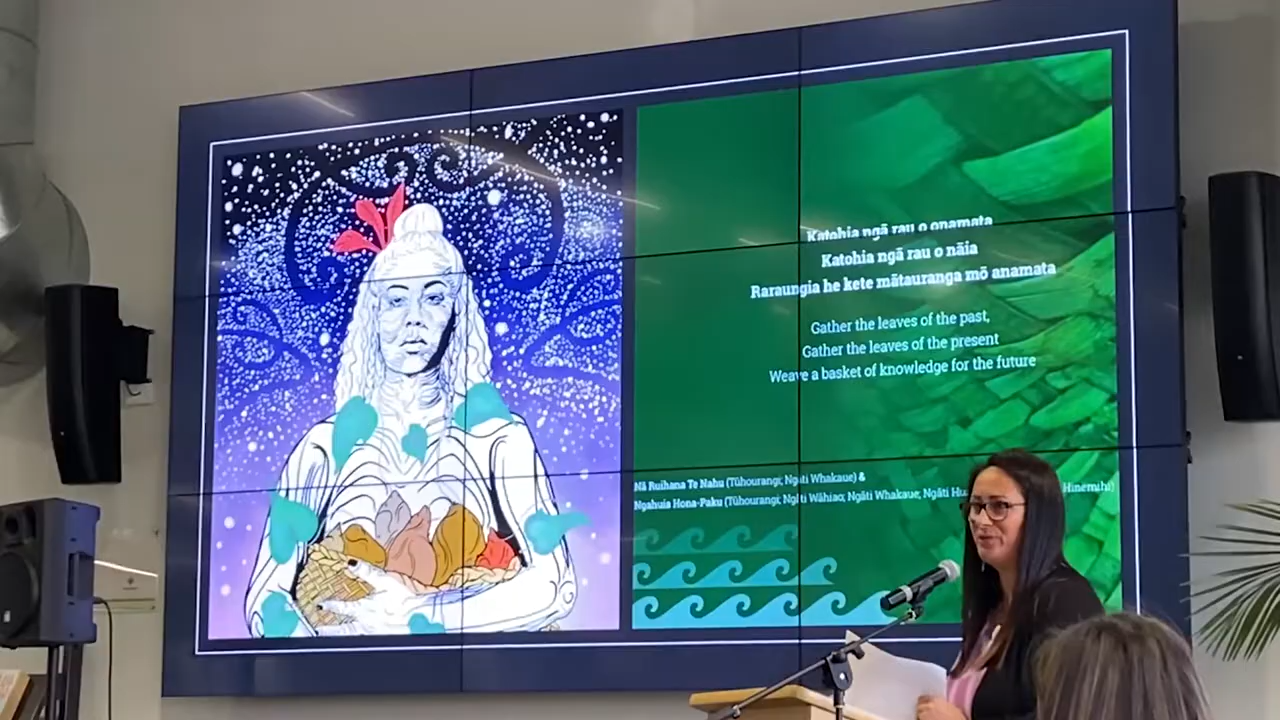 Katohia ngā rau o onamata
Katohia ngā rau o nāia
Raraungia he kete mātauranga mō anamata
Gather the leaves of the past,
Gather the leaves of the present
Weave a basket of knowledge for the future
Nā Ruihana Te Nahu (Tūhourangi; Ngāti Whakaue) &
Ngahuia Hona-Paku (Tūhourangi; Ngāti Wāhiao; Ngāti Whakaue; Ngāti Hinemihi)